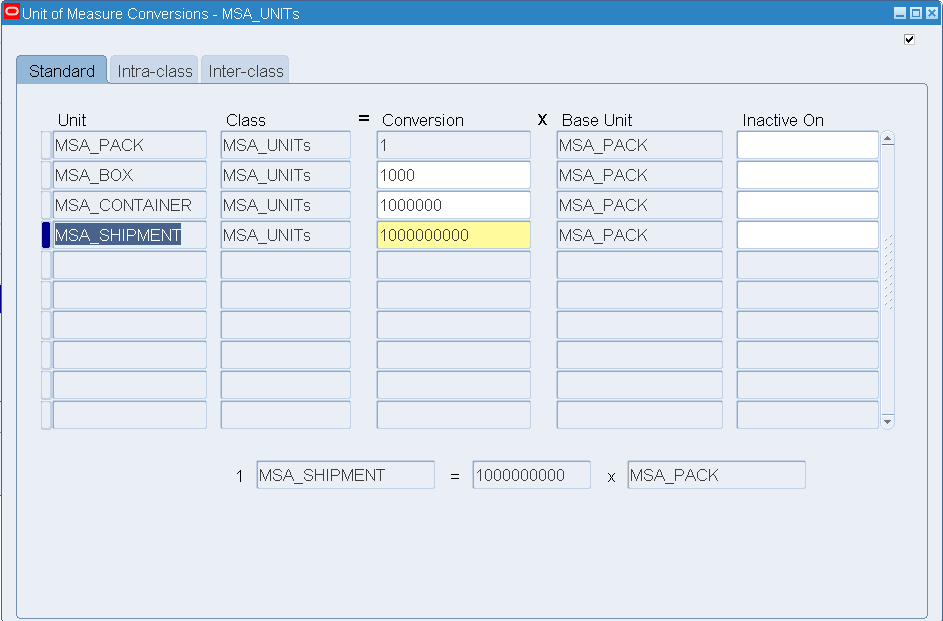 Unit of Measure Conversions - MSA_UNITs
Standard Intra-class Inter-class
Unit Class = Conversion x Base Unit Inactive On
MSA_PACK MSA_UNITs 1 MSA_PACK
MSA_BOX MSA_UNITs 1000 MSA_PACK
MSA_CONTAINER MSA_UNITs 1000000 MSA_PACK
MSA_SHIPMENT MSA_UNITs 1000000000 MSA_PACK
1 MSA_SHIPMENT = 1000000000 x MSA_PACK